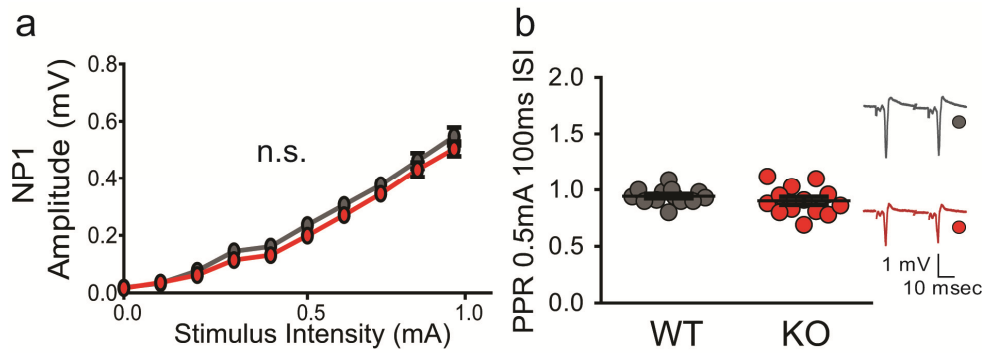 a
NP1
Amplitude (mV)
0.8
0.6
0.4
0.2
0.0
n.s.
0.0
0.5
1.0
Stimulus Intensity (mA)
b
PPR 0.5mA 100ms ISI
2.0
1.5
1.0
0.5
0.0
WT
KO
1 mV
10 msec